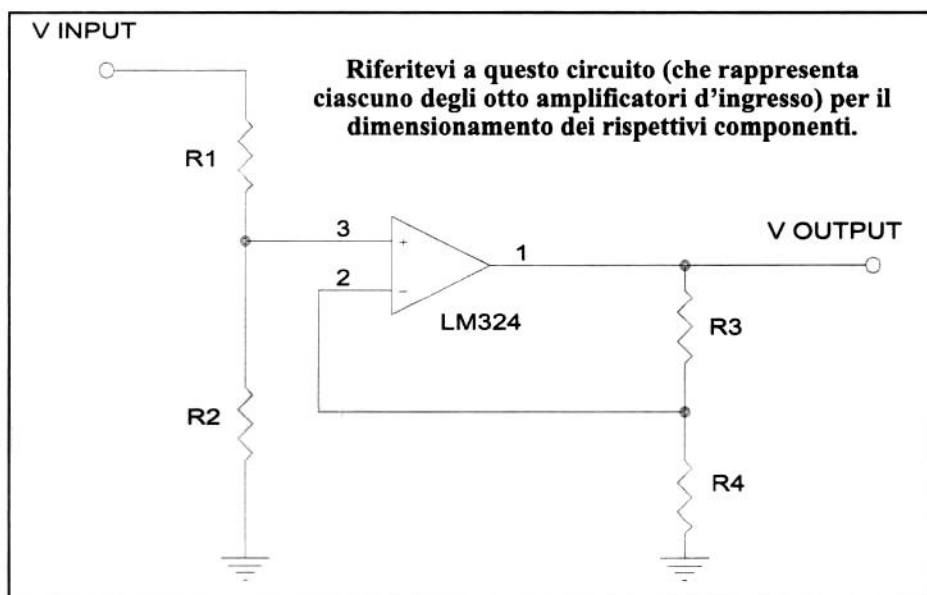 V INPUT
Riferitevi a questo circuito (che rappresenta
ciascuno degli otto amplificatori d'ingresso) per il
dimensionamento dei rispettivi componenti.
R1
3
1
V OUTPUT
2
LM324
R3
R2
R4